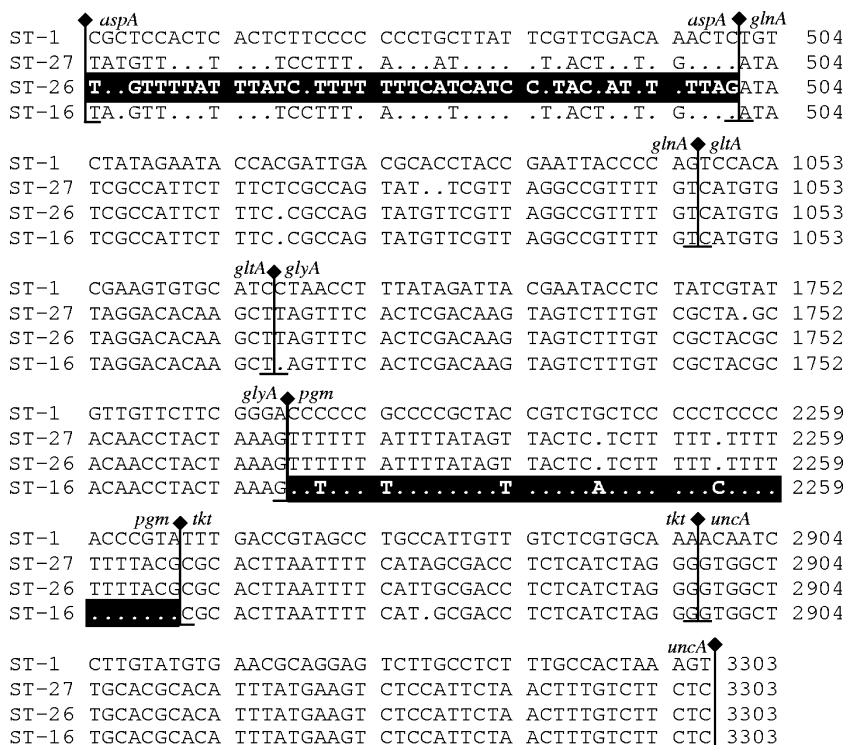 aspA aspA glnA
ST-1 CGCTCCACTC ACTCTTCCCC CCCTGCTTAT TCGTTCGACA AACTCTGT 504
ST-27 TATGTT...T ...TCCTTT T...A....T... .T.ACT..T. G....ATA 504
ST-26 T..GTTTTAT TTATC.TTTT TTTCATCATC C.TAC.AT.T .TTAGATA 504
ST-16 TA.GTT...T ...TCCTTT T...A....T... .T.ACT..T. G....ATA 504
glnA gltA
ST-1 CTATAGAATA CCACGATTGA CGCACCTACC GAATTACCCC AGTCCACA 1053
ST-27 TCGCCATTCT TTCTCGCCAG TAT..TCGTT AGGCCGTTTT GTCATGTG 1053
ST-26 TCGCCATTCT TTC.CGCCAG TATGTTCGTT AGGCCGTTTT GTCATGTG 1053
ST-16 TCGCCATTCT TTC.CGCCAG TATGTTCGTT AGGCCGTTTT GTCATGTG 1053
gltA glyA
ST-1 CGAAGTGTGC ATCCTAACCT TTATAGATTA CGAATACCTC TATCGTAT 1752
ST-27 TAGGACACAA GCTTAGTTTC ACTCGACAAG TAGTCTTTGT CGCTA.GC 1752
ST-26 TAGGACACAA GCTTAGTTTC ACTCGACAAG TAGTCTTTGT CGCTACGC 1752
ST-16 TAGGACACAA GCT.AGTTTC ACTCGACAAG TAGTCTTTGT CGCTACGC 1752
glyA pgm
ST-1 GTTGTTCTTCG GGGACCCCCC GCCCCGCTAC CGTCTGCTCC CCCTCCCC 2259
ST-27 ACAACCTACT AAAGTTTTTT ATTTTATAGT TACTC.TCTT TTT.TTTT 2259
ST-26 ACAACCTACT AAAGTTTTTT ATTTTATAGT TACTC.TCTT TTT.TTTT 2259
ST-16 ACAACCTACT AAAG..T... T........T ......A... ...C.... 2259
pgm tkt tkt uncA
ST-1 ACCCGTATTT GACCGTAGCC TGCCATTGTT GTCTCGTGCA AAACAATC 2904
ST-27 TTTTACGCGC ACTTAATTTT CATAGCGACC TCTCATCTAG GGGTGGCT 2904
ST-26 TTTTACGCGC ACTTAATTTT CATTGCGACC TCTCATCTAG GGGTGGCT 2904
ST-16 .......CGC ACTTAATTTT CAT.GCGACC TCTCATCTAG GGGTGGCT 2904
uncA
ST-1 CTTGTATGTG AACGCAGGAG TCTTGCCTCT TTGCCACTAA AGT 3303
ST-27 TGCACGCACA TTTATGAAGT CTCCATTCTA ACTTTGTCTT CTC 3303
ST-26 TGCACGCACA TTTATGAAGT CTCCATTCTA ACTTTGTCTT CTC 3303
ST-16 TGCACGCACA TTTATGAAGT CTCCATTCTA ACTTTGTCTT CTC 3303